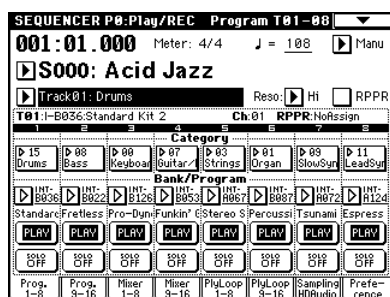 SEQUENCER P0:Play/REC Program T01-08
001:01.000 Meter: 4/4 ♩ = 108 Manu
S000: Acid Jazz
Track01: Drums Reso: Hi RPPR
T01:I-B036:Standard Kit 2 Ch:01 RPPR:NoAssign
1 2 3 4 5 6 7 8
Category
15 08 00 07 03 01 09 11
Drums Bass Keyboar Guitar/ Strings Organ SlowSyn LeadSyn
Bank/Program
INT- INT- INT- INT- INT- INT- INT- INT-
B036 B022 B126 B053 A067 B087 A072 A124
Standarc Fretless Pro-Dyn Funkin' Stereo S Percussi Tsunami Espress
PLAY PLAY PLAY PLAY PLAY PLAY PLAY PLAY
SOLO SOLO SOLO SOLO SOLO SOLO SOLO SOLO
OFF OFF OFF OFF OFF OFF OFF OFF
Prog. Prog. Mixer Mixer PlyLoop PlyLoop Sampling Prefe-
1-8 9-16 1-8 9-16 1-8 9-16 HDAudio rence